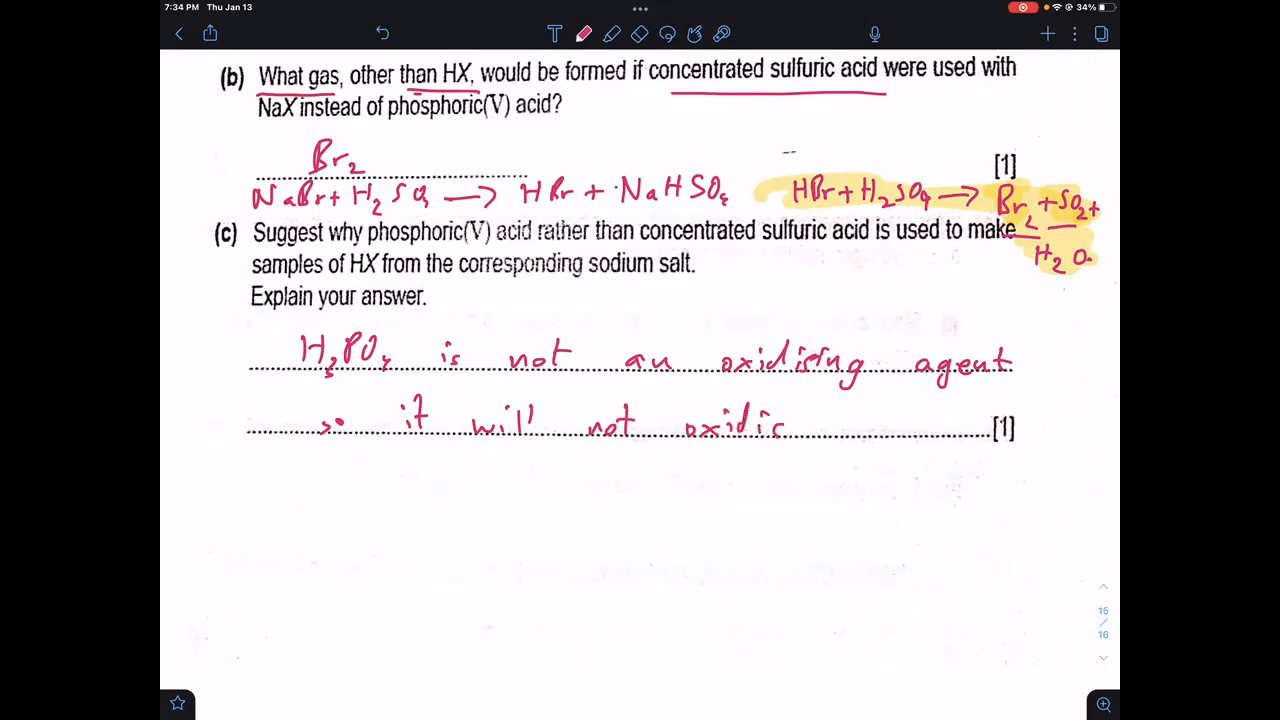 7:34 PM Thu Jan 13
34%
(b) What gas, other than HX, would be formed if concentrated sulfuric acid were used with
NaX instead of phosphoric(V) acid?
Br2
[1]
NaBr + H2SO4 → HBr + NaHSO4
HBr + H2SO4 → Br2 + SO2 +
H2O
(c) Suggest why phosphoric(V) acid rather than concentrated sulfuric acid is used to make
samples of HX from the corresponding sodium salt.
Explain your answer.
H3PO4 is not an oxidising agent
so it will not oxidis
[1]
15
/
16